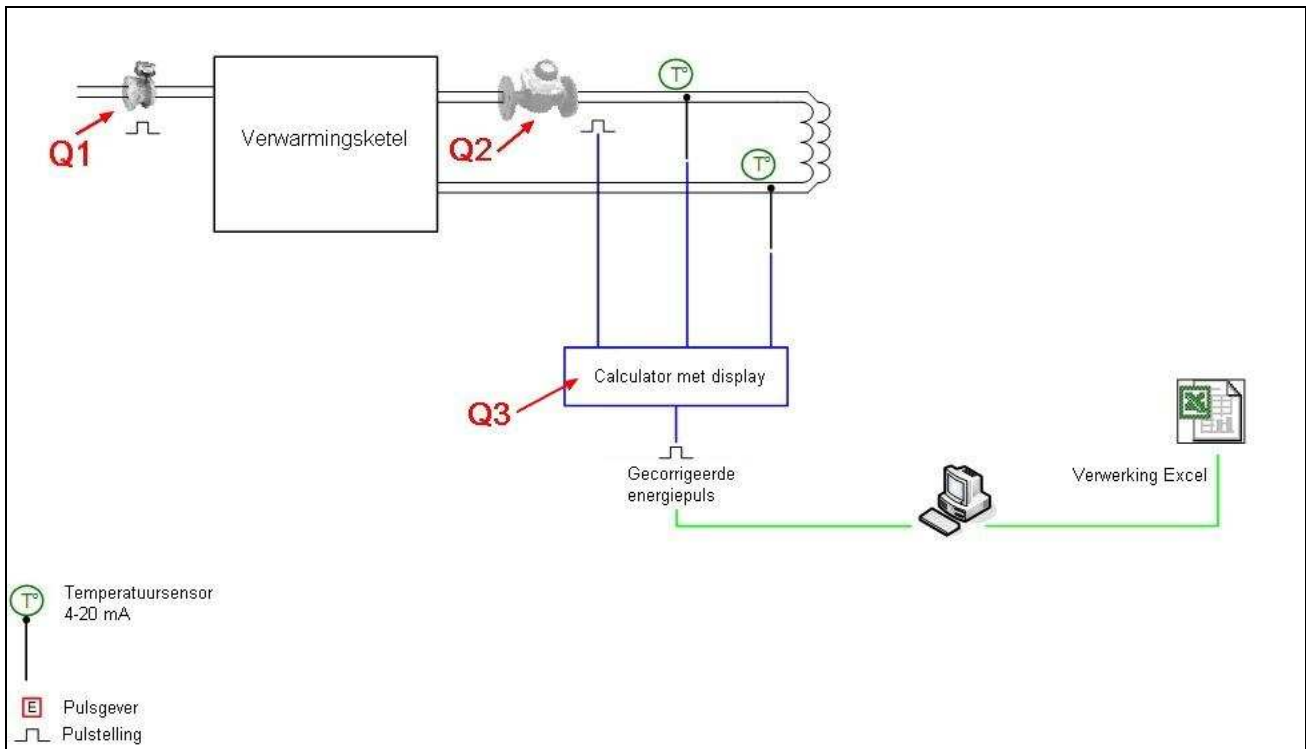 T°
Q1
Verwarmingsketel
Q2
T°
Calculator met display
Q3
Gecorrigeerde
energiepuls
Verwerking Excel
T°
Temperatuursensor
4-20 mA
E
Pulsgever
Pulstelling